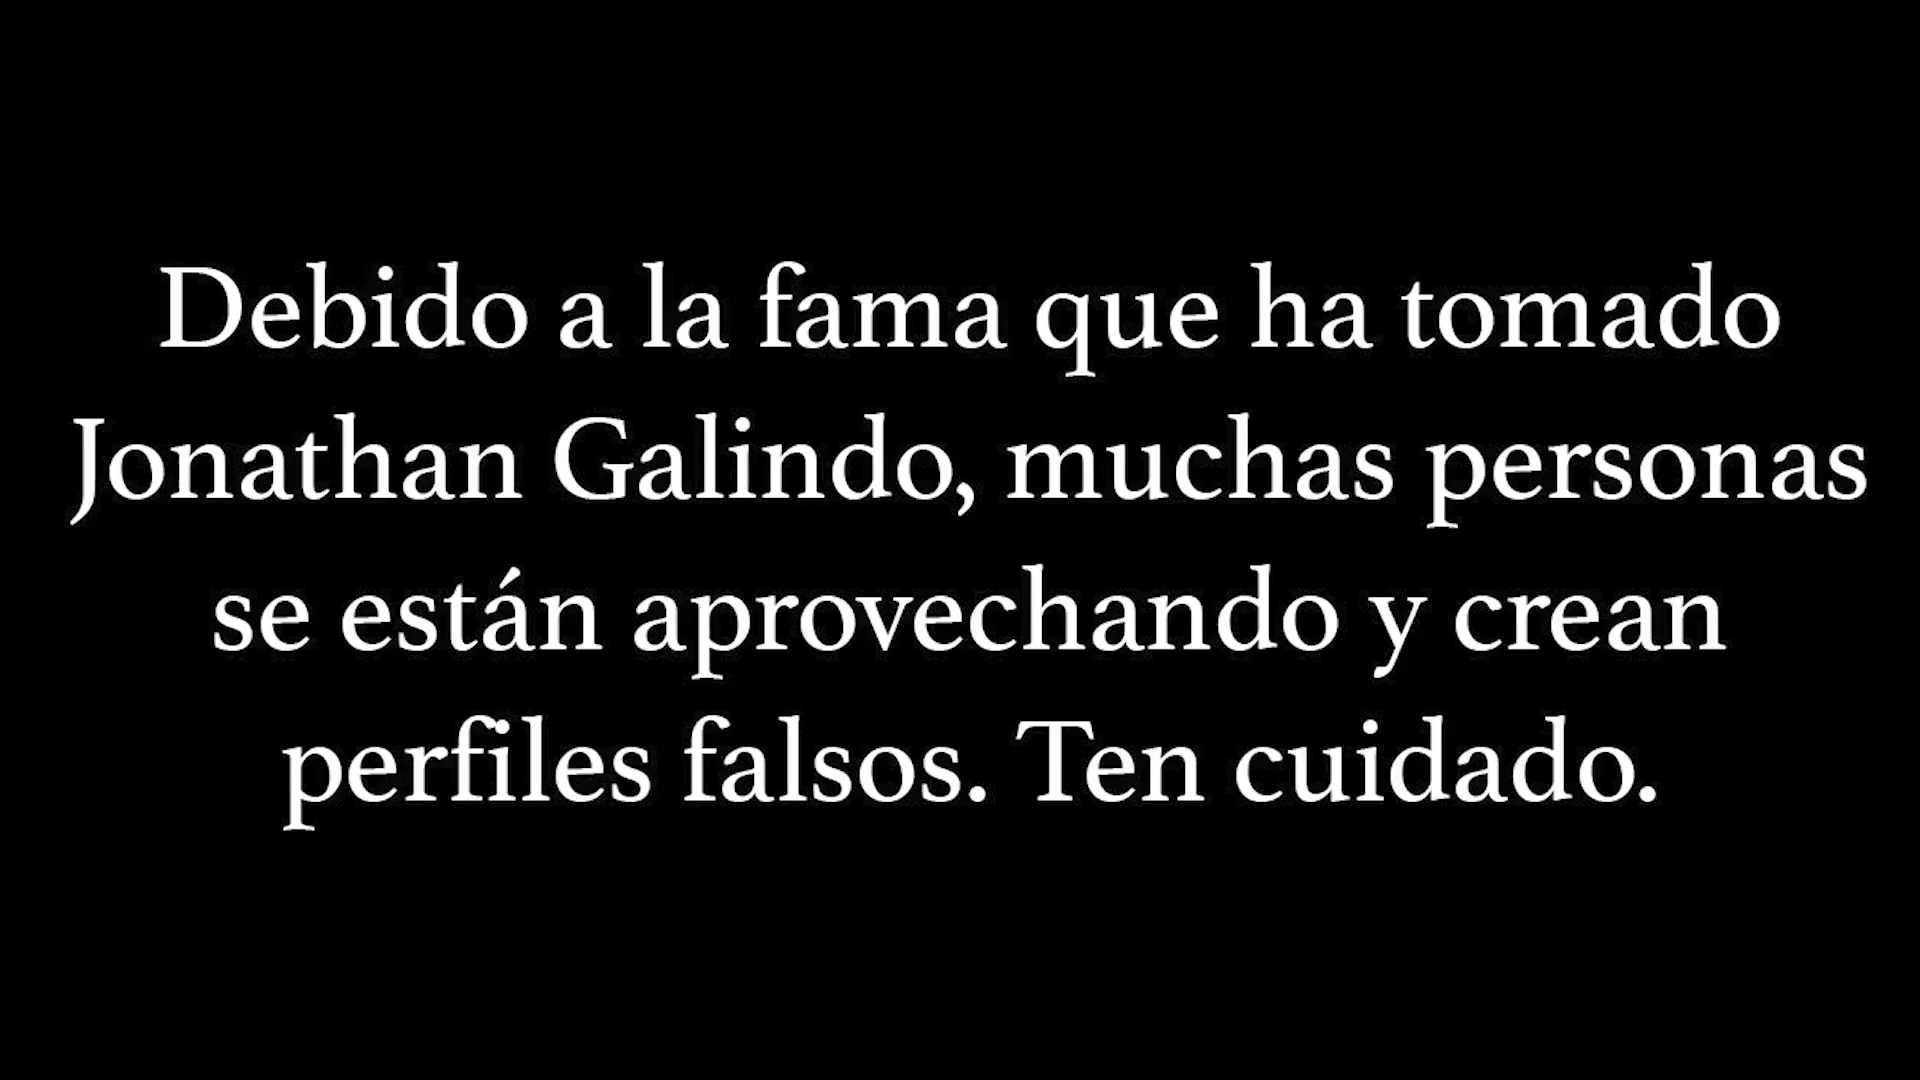 Debido a la fama que ha tomado
Jonathan Galindo, muchas personas
se están aprovechando y crean
perfiles falsos. Ten cuidado.